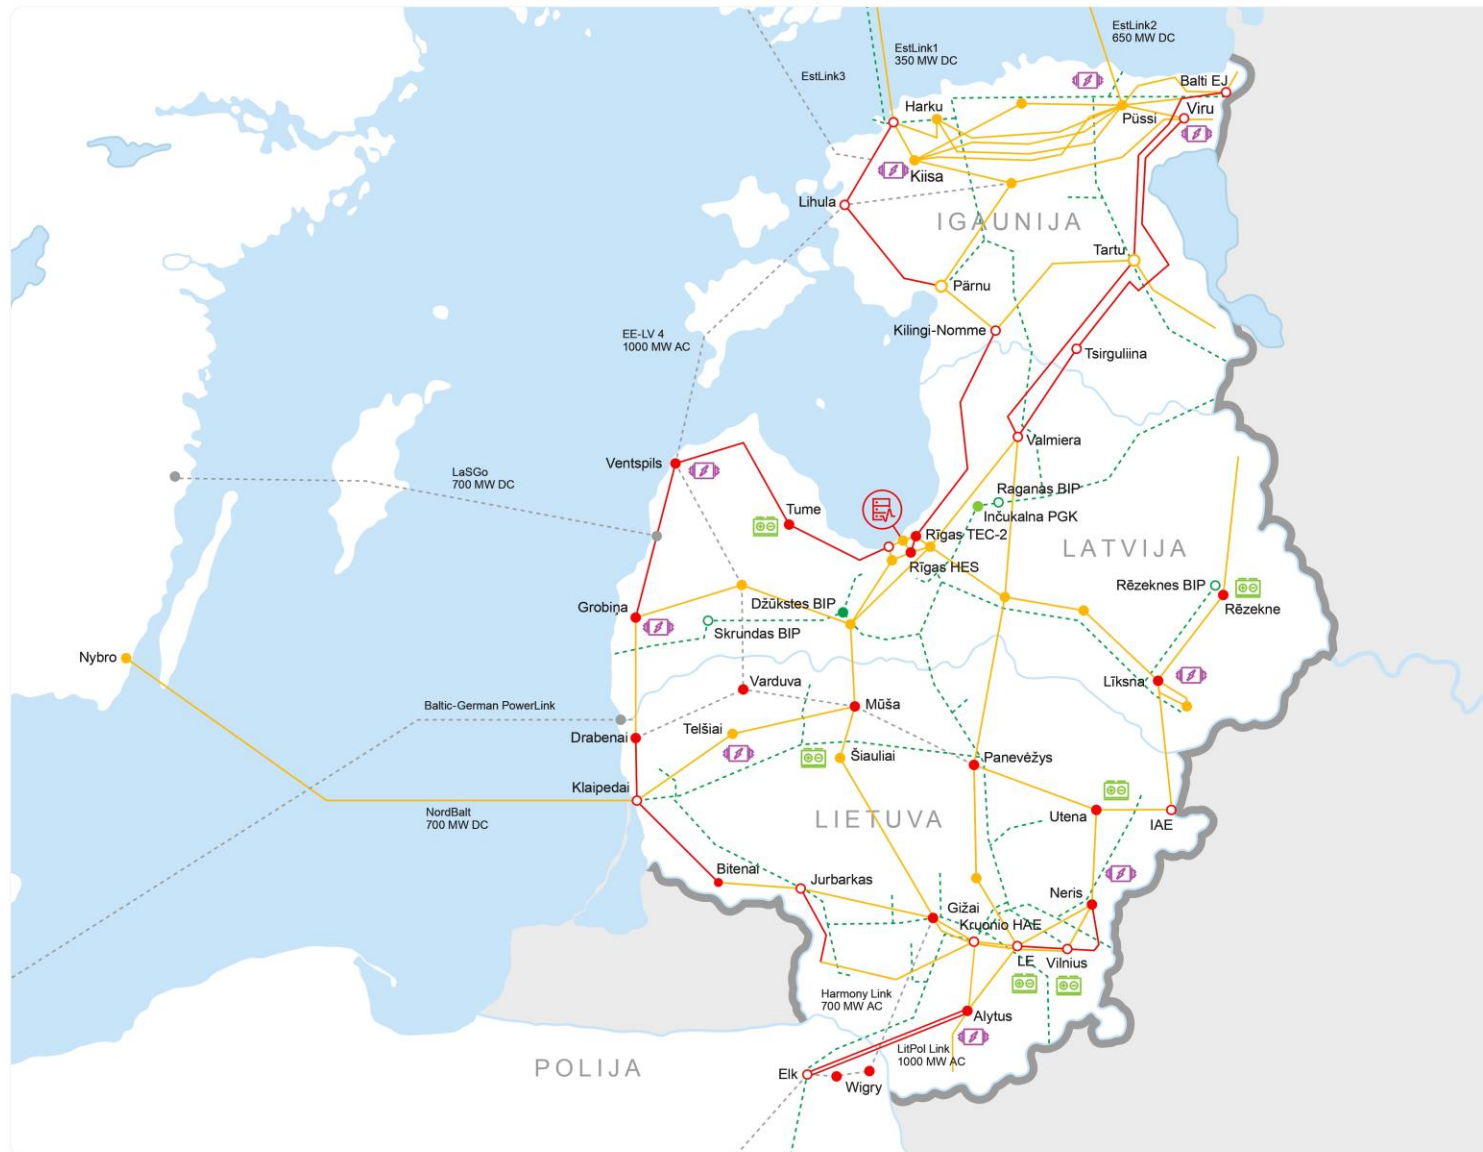 EstLink2
650 MW DC
EstLink1
350 MW DC
EstLink3
Balti EJ
Harku
Viru
Püssi
Kiisa
Lihula
IGAUNIJA
Tartu
Pärnu
EE-LV 4
1000 MW AC
Kilingi-Nomme
Tsirguliina
Valmiera
Ventspils
LaSGo
700 MW DC
Raganas BIP
Tume
Inčukalna PGK
Rīgas TEC-2
LATVIJA
Rīgas HES
Rēzeknes BIP
Džūkstes BIP
Rēzekne
Grobiņa
Skrundas BIP
Nybro
Līksna
Varduva
Baltic-German PowerLink
Mūša
Telšiai
Drabenai
Šiauliai
Panevėžys
Klaipedai
NordBalt
700 MW DC
LIETUVA
Utena
IAE
Bitenai
Jurbarkas
Neris
Gižai
Kruonio HAE
LE
Vilnius
Harmony Link
700 MW AC
Alytus
LitPol Link
1000 MW AC
POLIJA
Elk
Wigry